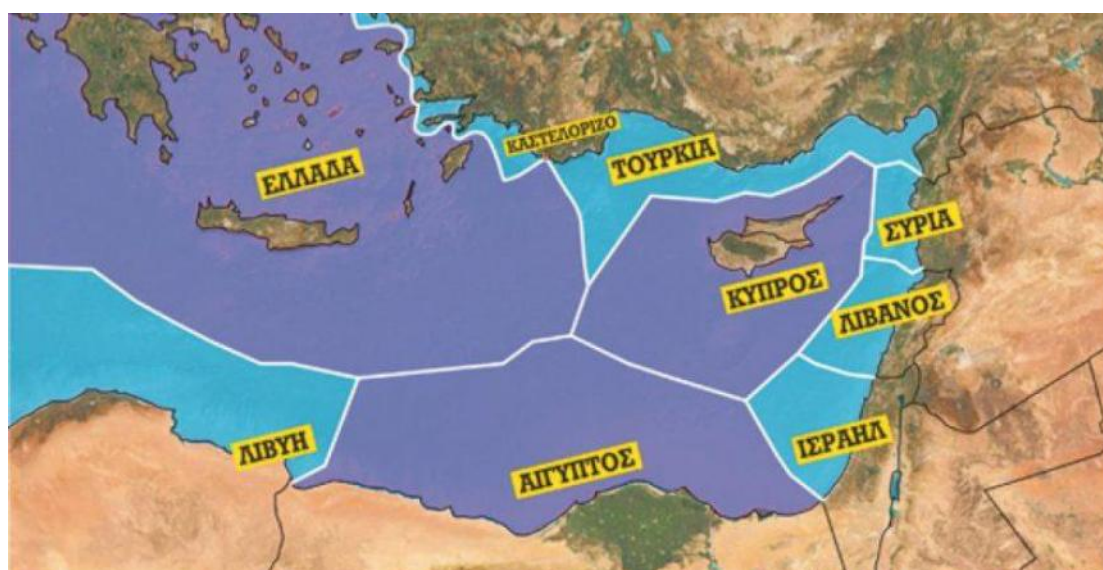 ΕΛΛΑΔΑ
ΚΑΣΤΕΛΟΡΙΖΟ
ΤΟΥΡΚΙΑ
ΣΥΡΙΑ
ΚΥΠΡΟΣ
ΛΙΒΑΝΟΣ
ΛΙΒΥΗ
ΑΙΓΥΠΤΟΣ
ΙΣΡΑΗΛ